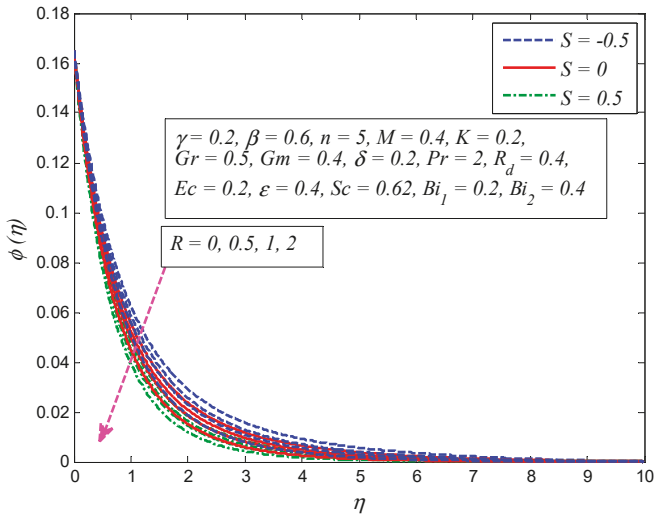 0.16
0.14
0.12
0.1
0.08
0.06
0.04
0.02
0
ϕ (η)
S = -0.5
S = 0
S = 0.5
γ = 0.2, β = 0.6, n = 5, M = 0.4, K = 0.2,
Gr = 0.5, Gm = 0.4, δ = 0.2, Pr = 2, R_d = 0.4,
Ec = 0.2, ε = 0.4, Sc = 0.62, Bi_1 = 0.2, Bi_2 = 0.4
R = 0, 0.5, 1, 2
0 1 2 3 4 5 6 7 8 9 10
η